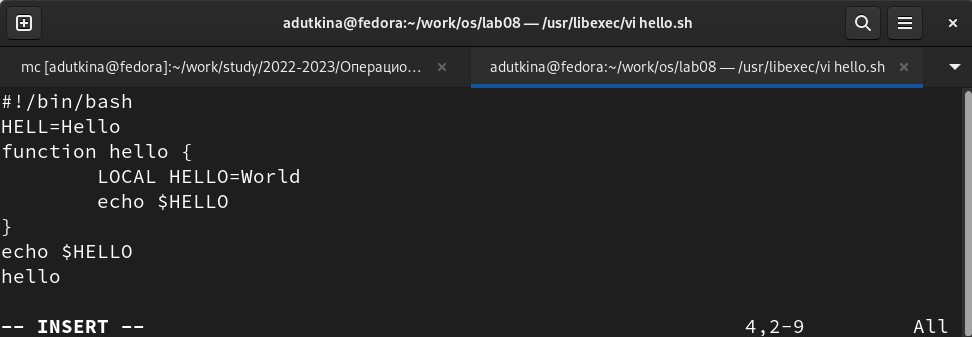 adutkina@fedora:~/work/os/lab08 — /usr/libexec/vi hello.sh
mc [adutkina@fedora]:~/work/study/2022-2023/Операцио…
adutkina@fedora:~/work/os/lab08 — /usr/libexec/vi hello.sh
#!/bin/bash
HELL=Hello
function hello {
        LOCAL HELLO=World
        echo $HELLO
}
echo $HELLO
hello
-- INSERT -- 4,2-9 All